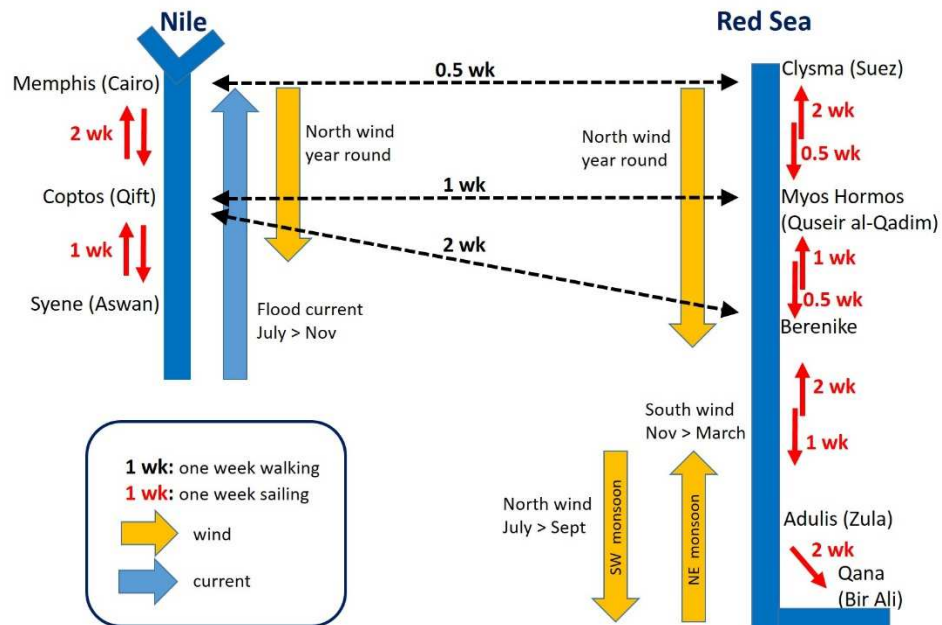 Nile
Red Sea
Memphis (Cairo)
0.5 wk
Clysma (Suez)
2 wk
North wind
year round
North wind
year round
2 wk
0.5 wk
Coptos (Qift)
1 wk
Myos Hormos
(Quseir al-Qadim)
1 wk
2 wk
1 wk
0.5 wk
Syene (Aswan)
Flood current
July > Nov
Berenike
2 wk
1 wk
South wind
Nov > March
North wind
July > Sept
SW monsoon
NE monsoon
Adulis (Zula)
2 wk
Qana
(Bir Ali)
1 wk: one week walking
1 wk: one week sailing
wind
current